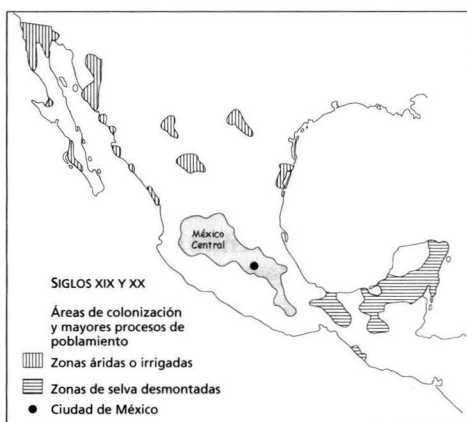 México
Central
SIGLOS XIX Y XX
Áreas de colonización
y mayores procesos de
poblamiento
Zonas áridas o irrigadas
Zonas de selva desmontadas
Ciudad de México